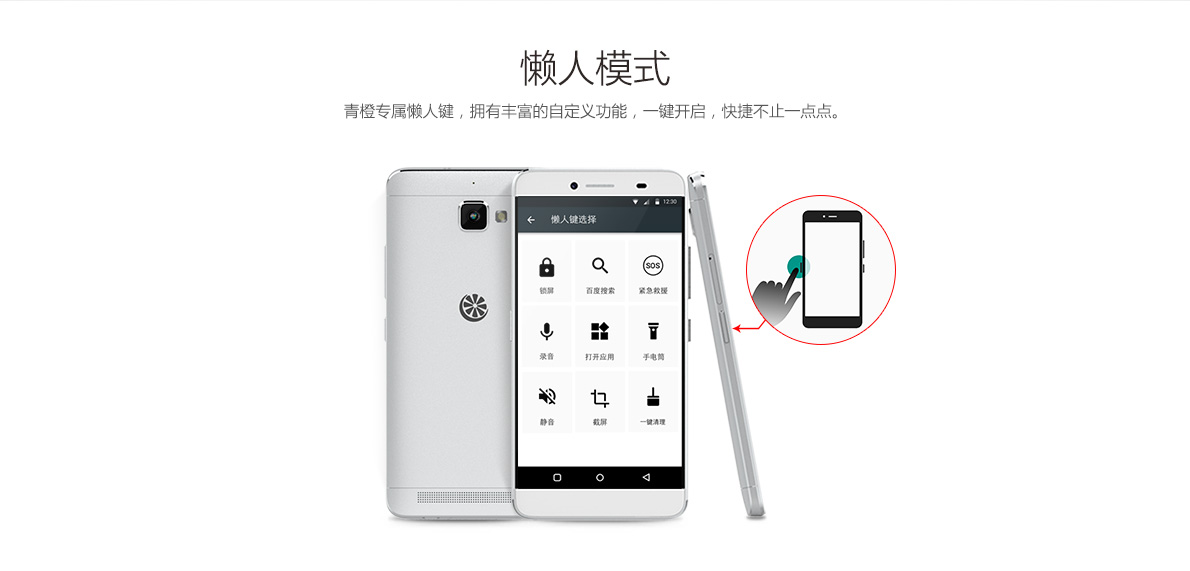 懒人模式
青橙专属懒人键，拥有丰富的自定义功能，一键开启，快捷不止一点点。
12:30
懒人键选择
锁屏 百度搜索 紧急救援
SOS
录音 打开应用 手电筒
静音 截屏 一键清理